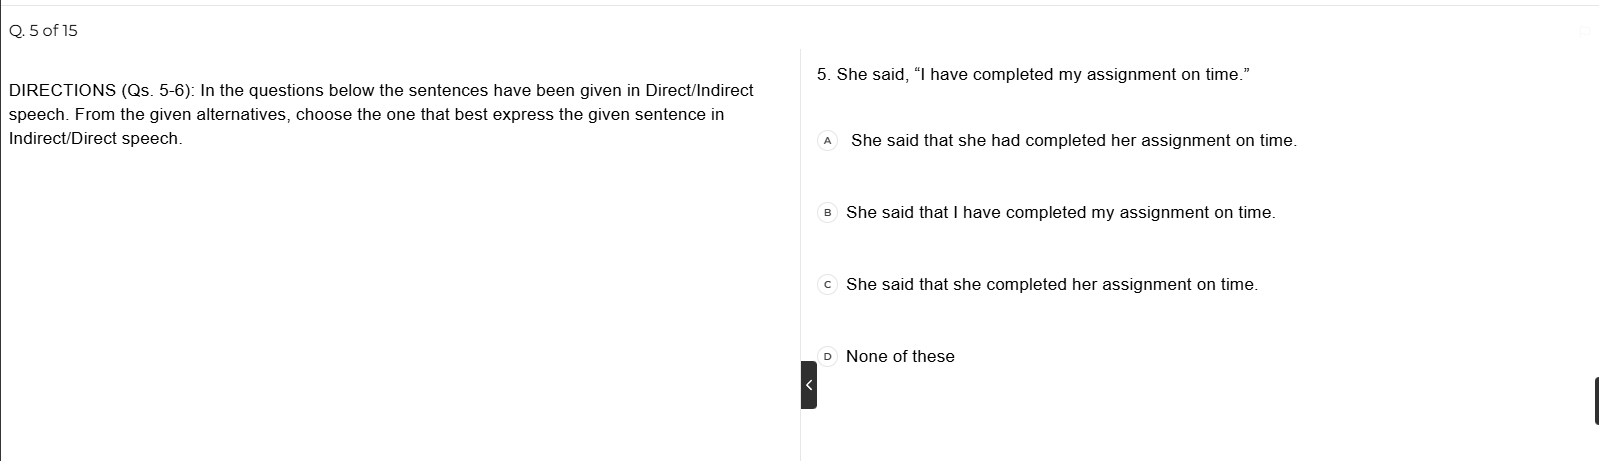 Q. 5 of 15
DIRECTIONS (Qs. 5-6): In the questions below the sentences have been given in Direct/Indirect
speech. From the given alternatives, choose the one that best express the given sentence in
Indirect/Direct speech.
5. She said, “I have completed my assignment on time.”
A She said that she had completed her assignment on time.
B She said that I have completed my assignment on time.
C She said that she completed her assignment on time.
D None of these